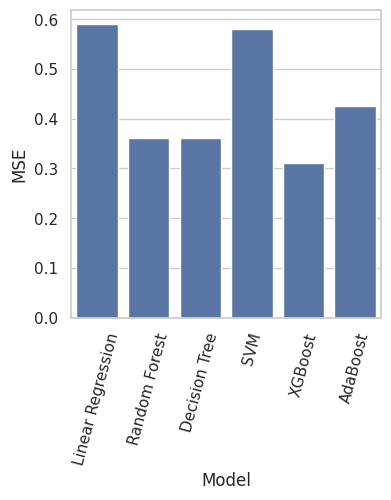 0.6
0.5
0.4
0.3
0.2
0.1
0.0
MSE
Linear Regression
Random Forest
Decision Tree
SVM
XGBoost
AdaBoost
Model